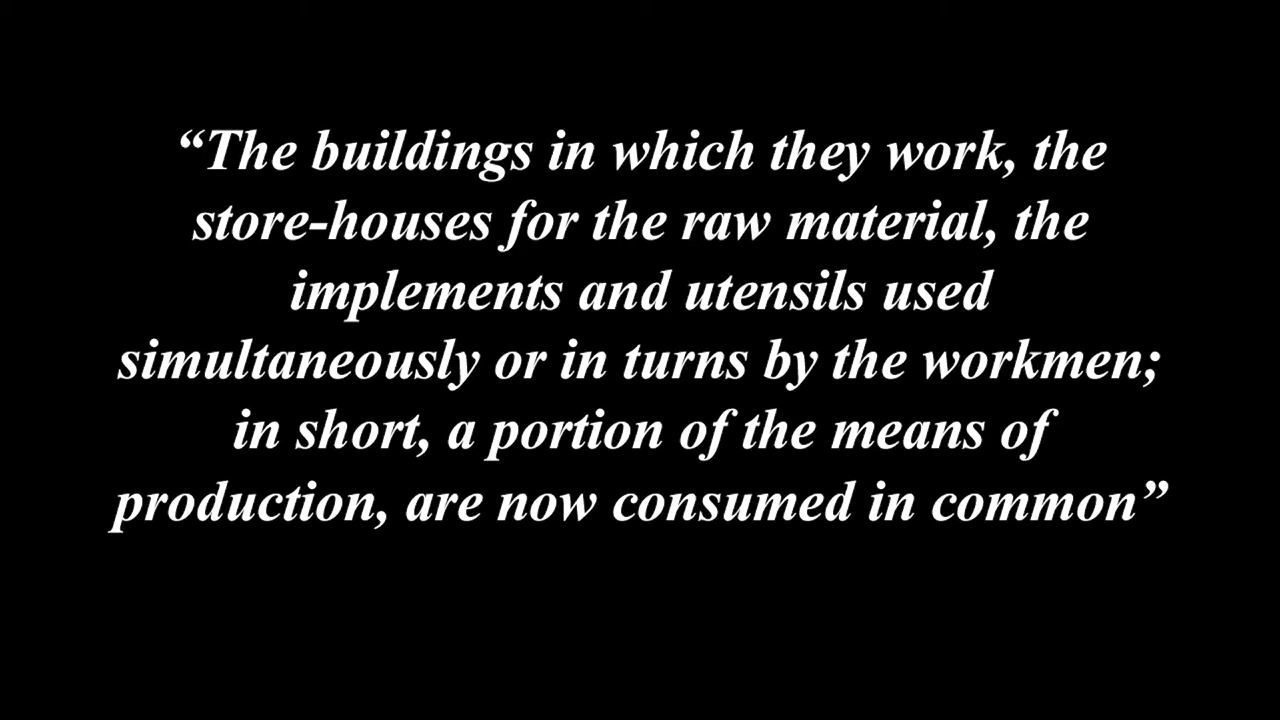 “The buildings in which they work, the
store-houses for the raw material, the
implements and utensils used
simultaneously or in turns by the workmen;
in short, a portion of the means of
production, are now consumed in common”